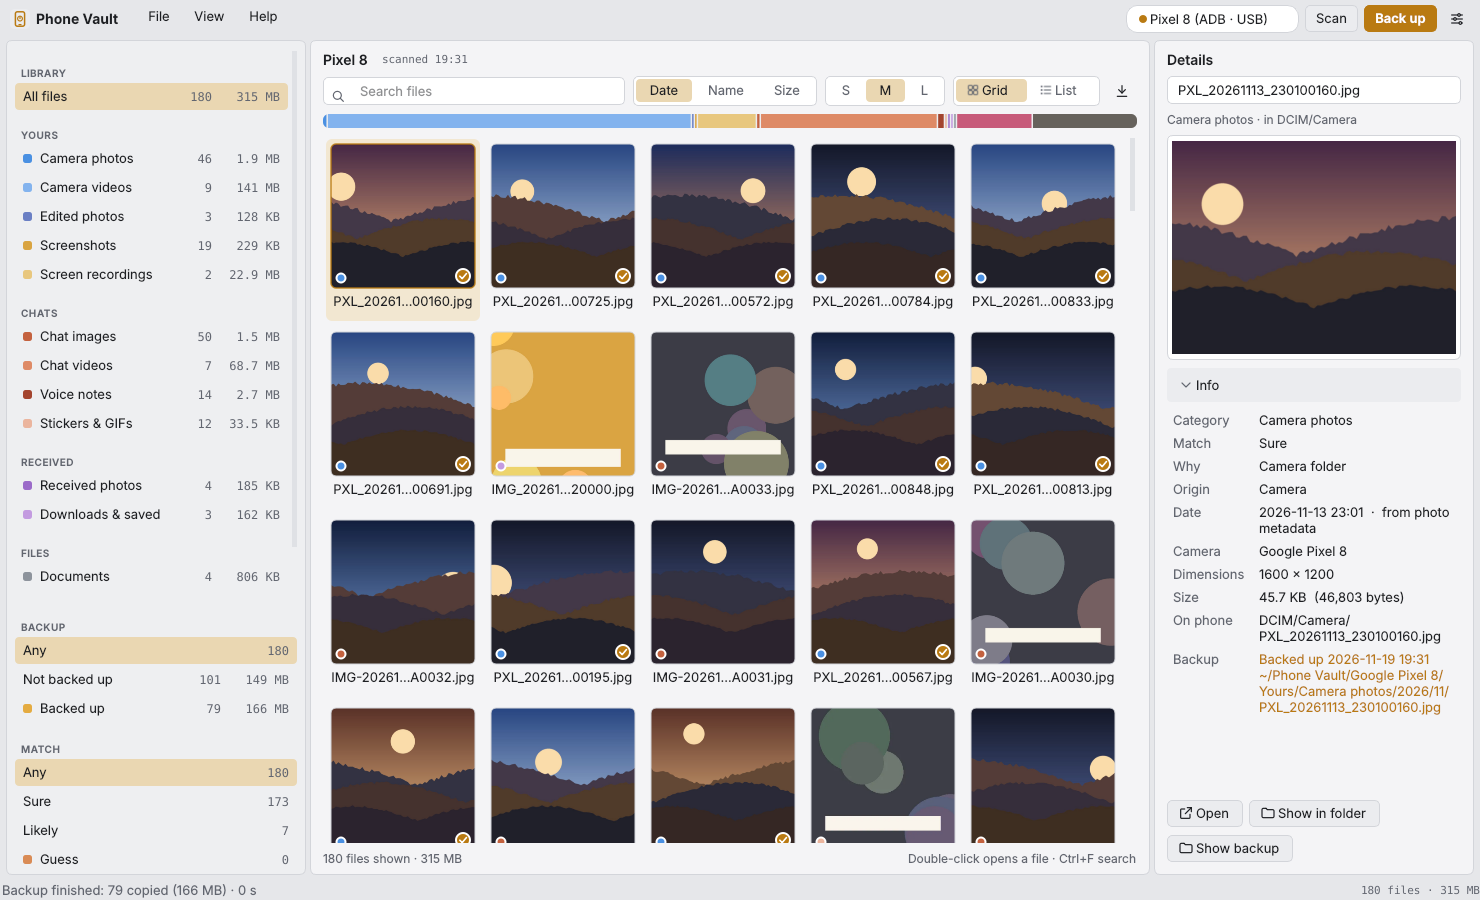 Phone Vault File View Help
Pixel 8 (ADB · USB) Scan Back up
LIBRARY
All files 180 315 MB
YOURS
Camera photos 46 1.9 MB
Camera videos 9 141 MB
Edited photos 3 128 KB
Screenshots 19 229 KB
Screen recordings 2 22.9 MB
CHATS
Chat images 50 1.5 MB
Chat videos 7 68.7 MB
Voice notes 14 2.7 MB
Stickers & GIFs 12 33.5 KB
RECEIVED
Received photos 4 185 KB
Downloads & saved 3 162 KB
FILES
Documents 4 806 KB
BACKUP
Any 180
Not backed up 101 149 MB
Backed up 79 166 MB
MATCH
Any 180
Sure 173
Likely 7
Guess 0
Pixel 8 scanned 19:31
Search files Date Name Size S M L Grid List
PXL_20261...00160.jpg PXL_20261...00725.jpg PXL_20261...00572.jpg PXL_20261...00784.jpg PXL_20261...00833.jpg
PXL_20261...00691.jpg IMG_20261...20000.jpg IMG-20261...A0033.jpg PXL_20261...00848.jpg PXL_20261...00813.jpg
IMG-20261...A0032.jpg PXL_20261...00195.jpg IMG-20261...A0031.jpg PXL_20261...00567.jpg IMG-20261...A0030.jpg
180 files shown · 315 MB Double-click opens a file · Ctrl+F search
Details
PXL_20261113_230100160.jpg
Camera photos · in DCIM/Camera
Info
Category Camera photos
Match Sure
Why Camera folder
Origin Camera
Date 2026-11-13 23:01 · from photo
metadata
Camera Google Pixel 8
Dimensions 1600 × 1200
Size 45.7 KB (46,803 bytes)
On phone DCIM/Camera/
PXL_20261113_230100160.jpg
Backup Backed up 2026-11-19 19:31
~/Phone Vault/Google Pixel 8/
Yours/Camera photos/2026/11/
PXL_20261113_230100160.jpg
Open Show in folder
Show backup
Backup finished: 79 copied (166 MB) · 0 s 180 files · 315 MB